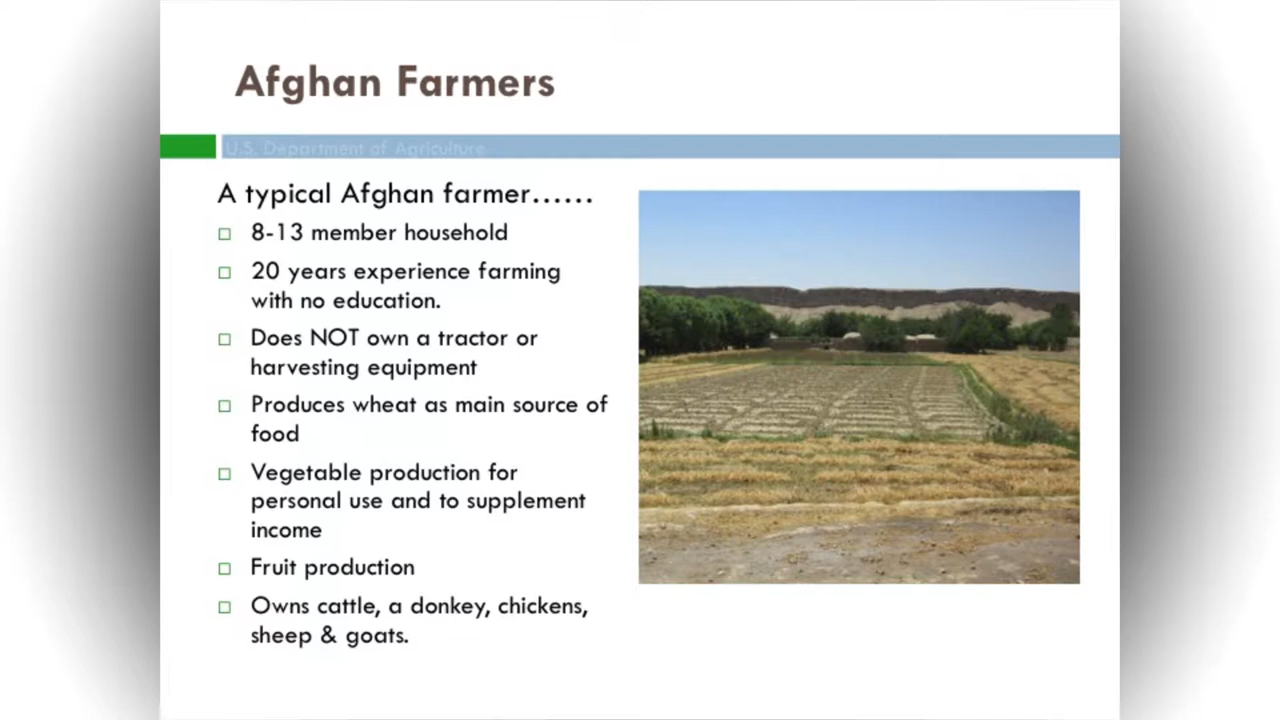 Afghan Farmers
U.S. Department of Agriculture
A typical Afghan farmer......
8-13 member household
20 years experience farming
with no education.
Does NOT own a tractor or
harvesting equipment
Produces wheat as main source of
food
Vegetable production for
personal use and to supplement
income
Fruit production
Owns cattle, a donkey, chickens,
sheep & goats.